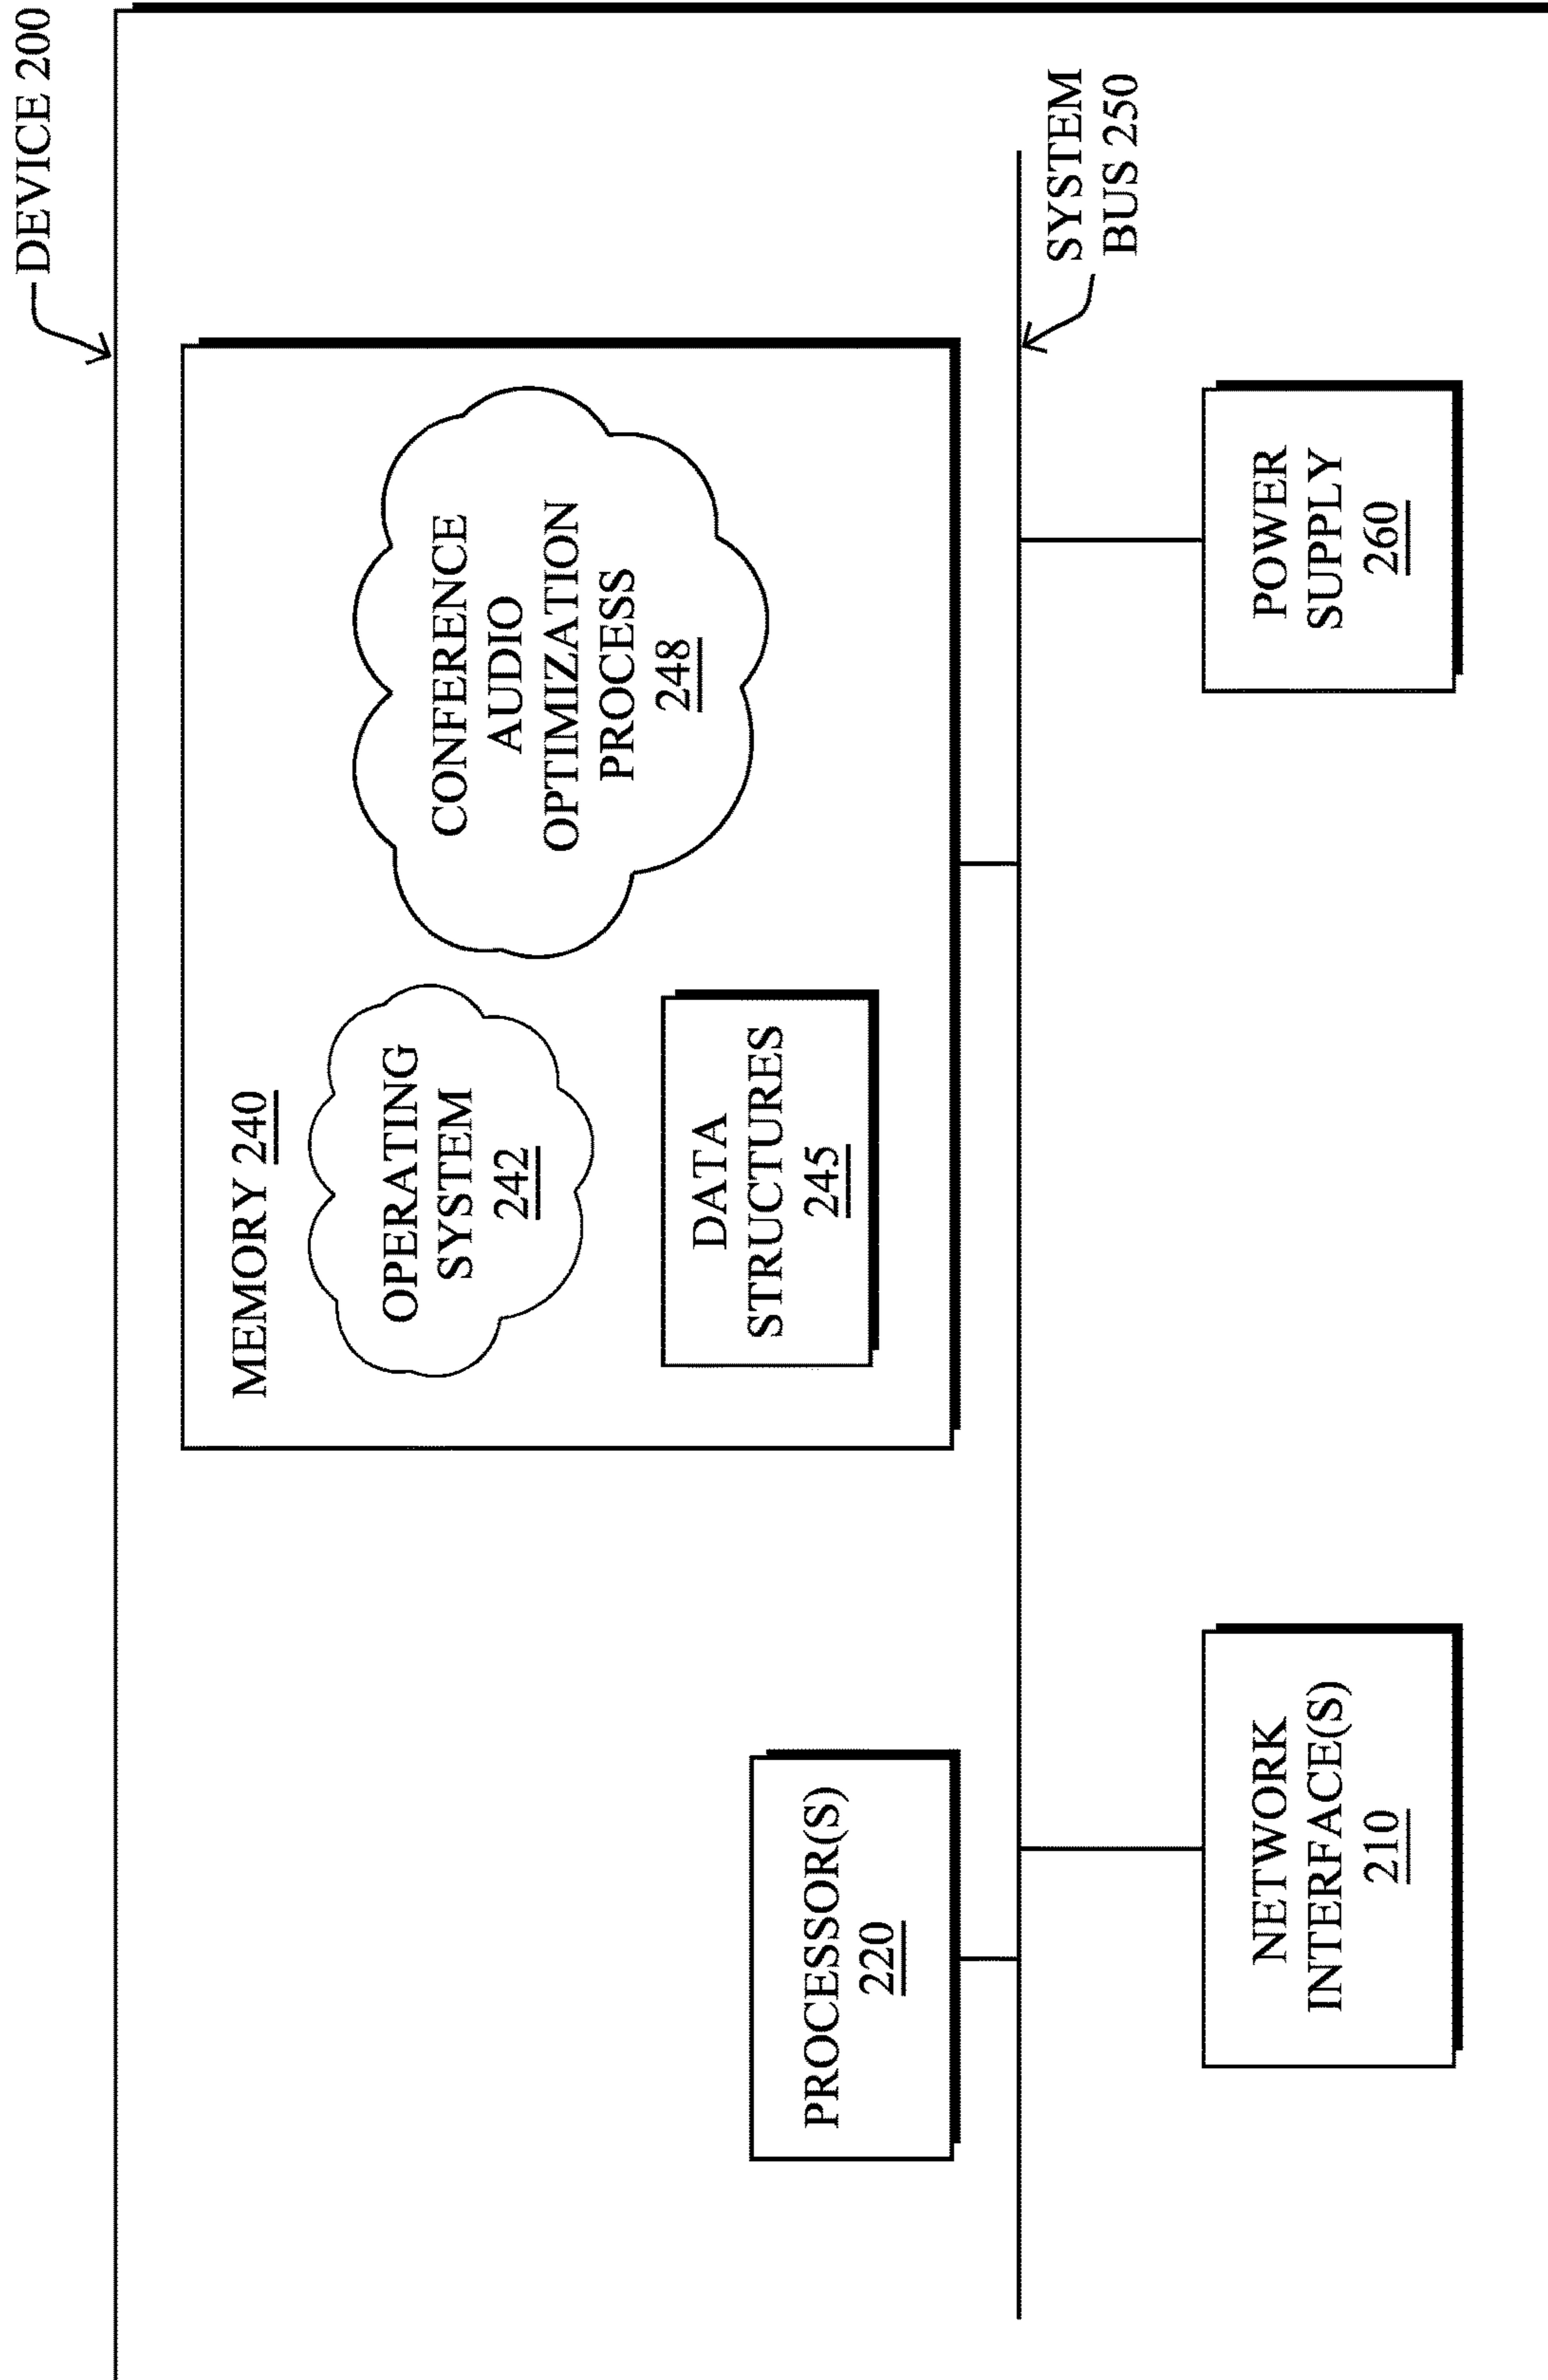 DEVICE 200
MEMORY 240
OPERATING
SYSTEM
242
DATA
STRUCTURES
245
CONFERENCE
AUDIO
OPTIMIZATION
PROCESS
248
PROCESSOR(S)
220
SYSTEM
BUS 250
NETWORK
INTERFACE(S)
210
POWER
SUPPLY
260